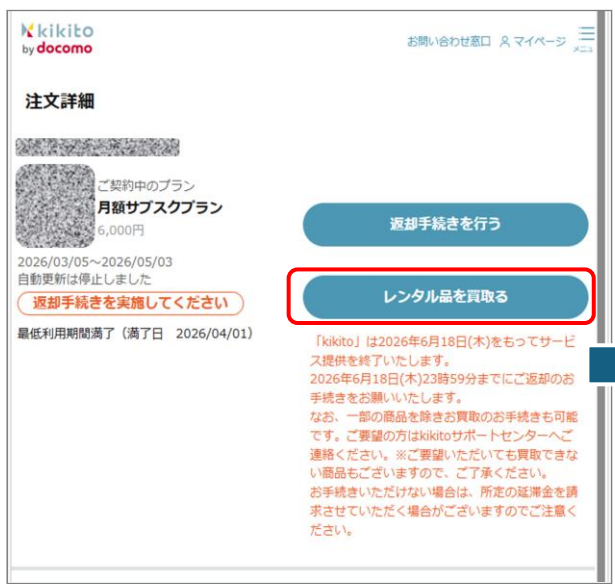 kikito
by docomo
お問い合わせ窓口 マイページ
メニュー
注文詳細
ご契約中のプラン
月額サブスクプラン
6,000円
返却手続きを行う
2026/03/05~2026/05/03
自動更新は停止しました
返却手続きを実施してください
レンタル品を買取る
最低利用期間満了(満了日 2026/04/01)
「kikito」は2026年6月18日(木)をもってサービ
ス提供を終了いたします。
2026年6月18日(木)23時59分までにご返却のお
手続きをお願いいたします。
なお、一部の商品を除きお買取のお手続きも可能
です。ご要望の方はkikitoサポートセンターへご
連絡ください。※ご要望いただいても買取できな
い商品もございますので、ご了承ください。
お手続きいただけない場合は、所定の延滞金を請
求させていただく場合がございますのでご注意く
ださい。